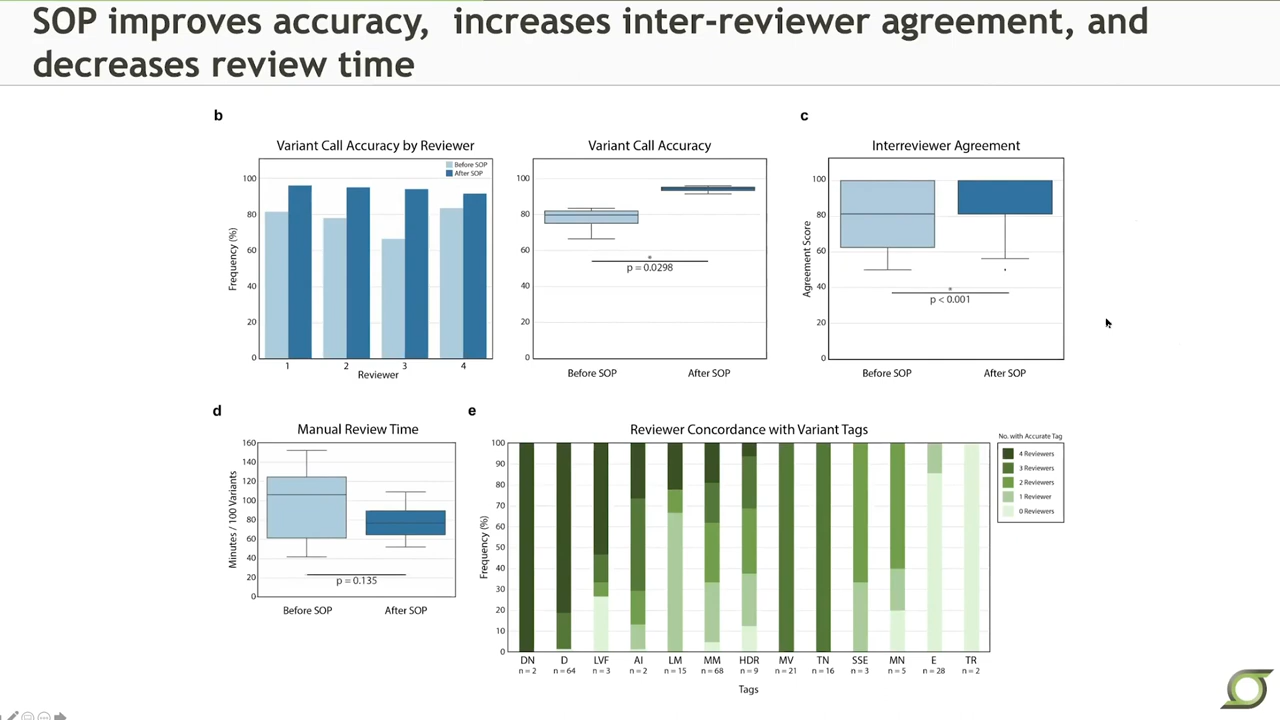 SOP improves accuracy,  increases inter-reviewer agreement, and
decreases review time
b
Variant Call Accuracy by Reviewer
Before SOP
After SOP
Frequency (%)
100
80
60
40
20
0
1 2 3 4
Reviewer
Variant Call Accuracy
100
80
60
40
20
0
*
p = 0.0298
Before SOP After SOP
c
Interreviewer Agreement
Agreement Score
100
80
60
40
20
0
*
p < 0.001
Before SOP After SOP
d
Manual Review Time
Minutes / 100 Variants
160
140
120
100
80
60
40
20
0
p = 0.135
Before SOP After SOP
e
Reviewer Concordance with Variant Tags
Frequency (%)
100
90
80
70
60
50
40
30
20
10
0
DN D LVF AI LM MM HDR MV TN SSE MN E TR
n = 2 n = 64 n = 3 n = 2 n = 15 n = 68 n = 9 n = 21 n = 16 n = 3 n = 5 n = 28 n = 2
Tags
No. with Accurate Tag
4 Reviewers
3 Reviewers
2 Reviewers
1 Reviewer
0 Reviewers